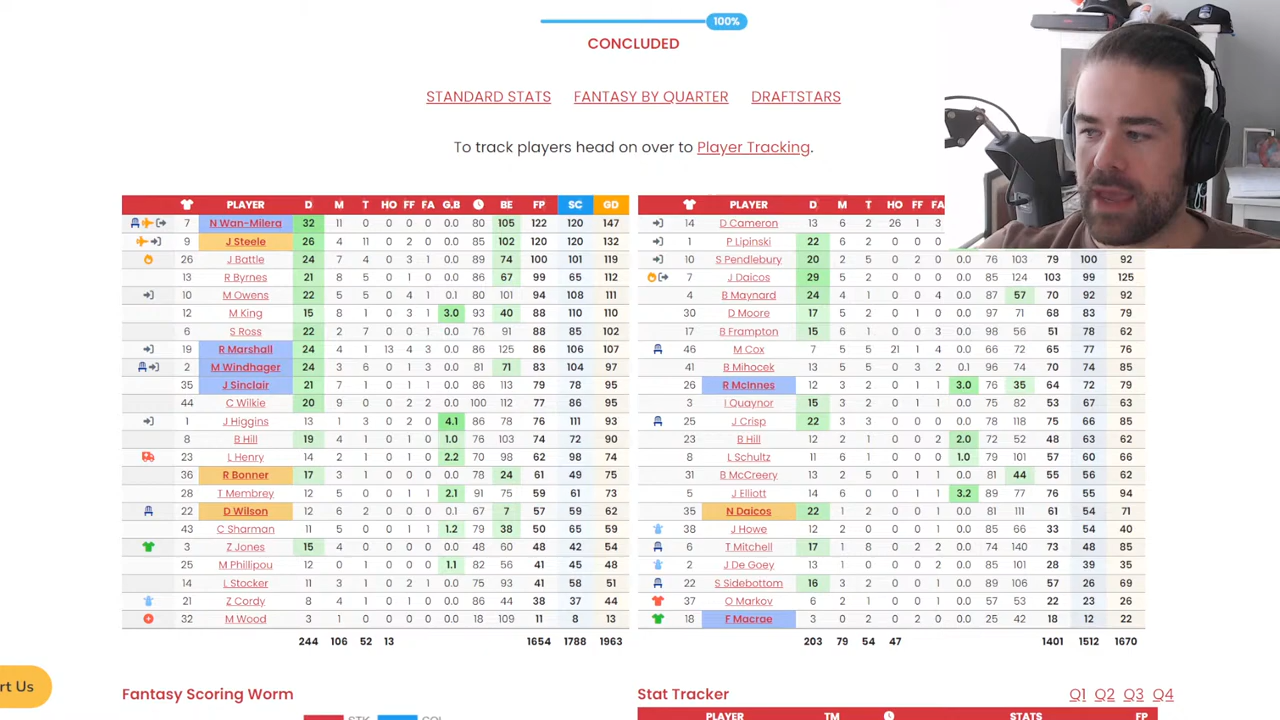 100%
CONCLUDED
STANDARD STATS FANTASY BY QUARTER DRAFTSTARS
To track players head on over to Player Tracking.
PLAYER D M T HO FF FA G.B BE FP SC GD
7 N Wan-Milera 32 11 0 0 0 0 0.0 80 105 122 120 147
9 J Steele 26 4 11 0 2 0 0.0 85 102 120 120 132
26 J Battle 24 7 4 0 3 1 0.0 89 74 100 101 119
13 R Byrnes 21 8 5 0 1 0 0.0 86 67 99 65 112
10 M Owens 22 5 5 0 4 1 0.1 80 101 94 108 111
12 M King 15 8 1 0 3 1 3.0 93 40 88 110 110
6 S Ross 22 2 7 0 0 1 0.0 76 91 88 85 102
19 R Marshall 24 4 1 13 4 3 0.0 86 125 86 106 107
2 M Windhager 24 3 6 0 1 3 0.0 81 71 83 104 97
35 J Sinclair 21 7 1 0 0 1 0.0 86 113 79 78 95
44 C Wilkie 20 9 0 0 2 2 0.0 100 112 77 86 95
1 J Higgins 13 1 3 0 2 0 4.1 86 78 76 111 93
8 B Hill 19 4 1 0 1 0 1.0 76 103 74 72 90
23 L Henry 14 2 1 0 1 0 2.2 70 98 62 98 74
36 R Bonner 17 3 1 0 0 0 0.0 78 24 61 49 75
28 T Membrey 12 5 0 0 1 1 2.1 91 75 59 61 73
22 D Wilson 12 6 2 0 0 0 0.1 67 7 57 59 62
43 C Sharman 11 5 0 0 1 0 1.2 79 38 50 65 59
3 Z Jones 15 4 0 0 0 0 0.0 48 60 48 42 54
25 M Phillipou 12 0 1 0 0 0 1.1 82 56 41 45 48
14 L Stocker 11 3 1 0 2 1 0.0 75 93 41 58 51
21 Z Cordy 8 4 1 0 1 0 0.0 86 44 38 37 44
32 M Wood 3 1 0 0 0 0 0.0 18 109 11 8 13
244 106 52 13 1654 1788 1963
PLAYER D M T HO FF FA
14 D Cameron 13 6 2 26 1 3
1 P Lipinski 22 6 2 0
10 S Pendlebury 20 2 5 0 2 0 0.0 76 103 79 100 92
7 J Daicos 29 5 2 0 0 0.0 85 124 103 99 125
4 B Maynard 24 4 1 0 0 4 0.0 87 57 70 92 92
30 D Moore 17 5 2 0 0 0 0.0 97 71 68 83 79
17 B Frampton 15 6 1 0 0 4 0.0 98 56 51 78 62
46 M Cox 7 5 5 21 1 4 0.0 66 72 65 77 76
41 B Mihocek 12 5 5 0 3 2 0.1 80 96 70 74 85
26 R McInnes 12 3 2 0 1 1 3.0 76 35 64 72 79
3 I Quaynor 15 3 2 0 0 1 0.0 75 82 53 67 63
25 J Crisp 22 3 3 0 0 0 0.0 78 118 75 66 85
23 B Hill 12 2 1 0 0 0 2.0 72 52 48 63 62
8 L Schultz 11 6 1 0 0 0 1.0 79 101 57 60 66
31 B McCreery 13 2 5 0 1 1 0.0 81 44 55 56 62
5 J Elliott 14 6 0 0 1 1 3.2 89 77 76 55 94
35 N Daicos 22 1 2 0 0 2 0.0 81 111 61 54 71
38 J Howe 12 2 0 0 1 1 0.0 85 66 33 54 40
6 T Mitchell 17 1 8 0 2 2 0.0 74 140 73 48 85
2 J De Goey 13 1 0 0 0 2 0.0 85 101 28 39 35
22 S Sidebottom 16 3 2 0 0 1 0.0 89 106 57 26 69
37 O Markov 6 1 1 0 0 0 0.0 57 53 22 23 26
18 F Macrae 3 0 2 0 0 0 0.0 25 42 18 12 22
203 79 54 47 1401 1512 1670
rt Us
Fantasy Scoring Worm
Stat Tracker Q1 Q2 Q3 Q4
STK COL
PLAYER TM STATS FP